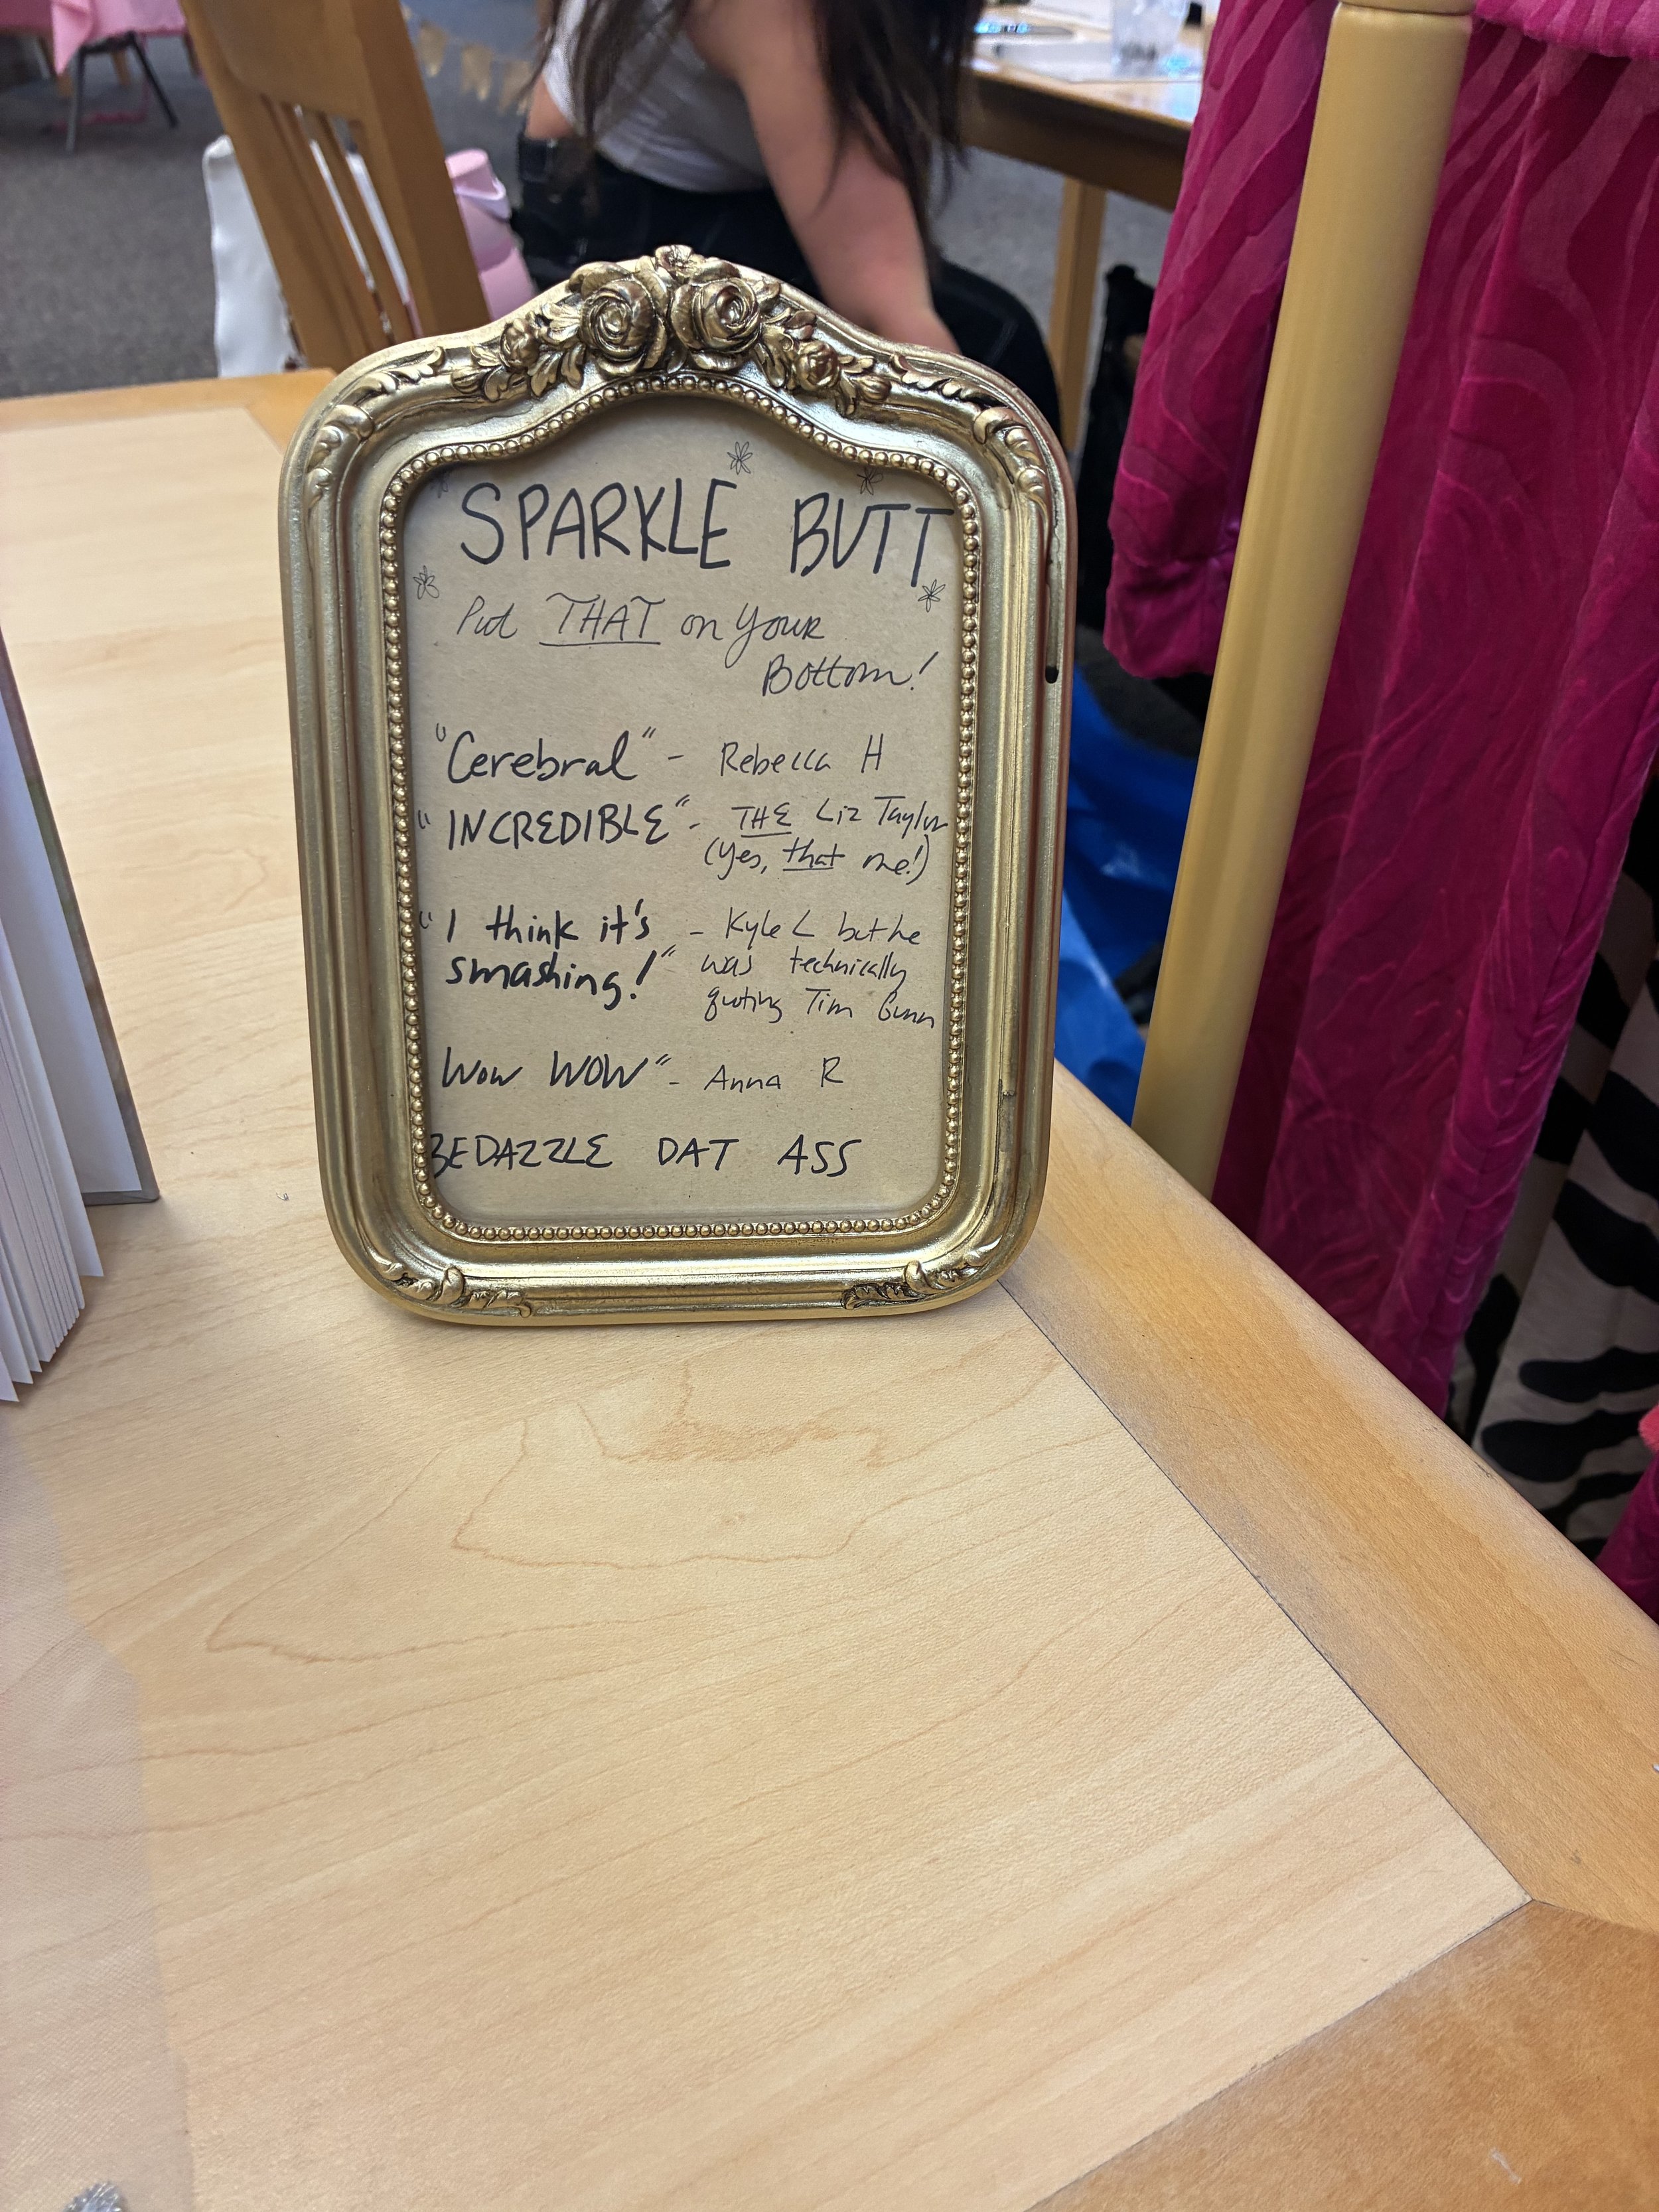 SPARKLE BUTT
Put THAT on your
Bottom!
"Cerebral" - Rebecca H
"INCREDIBLE" - THE Liz Taylor
(yes, that me!)
"I think it's - Kyle L but he
smashing!" was technically
quoting Tim Gunn
Wow WOW" - Anna R
BEDAZZLE DAT ASS